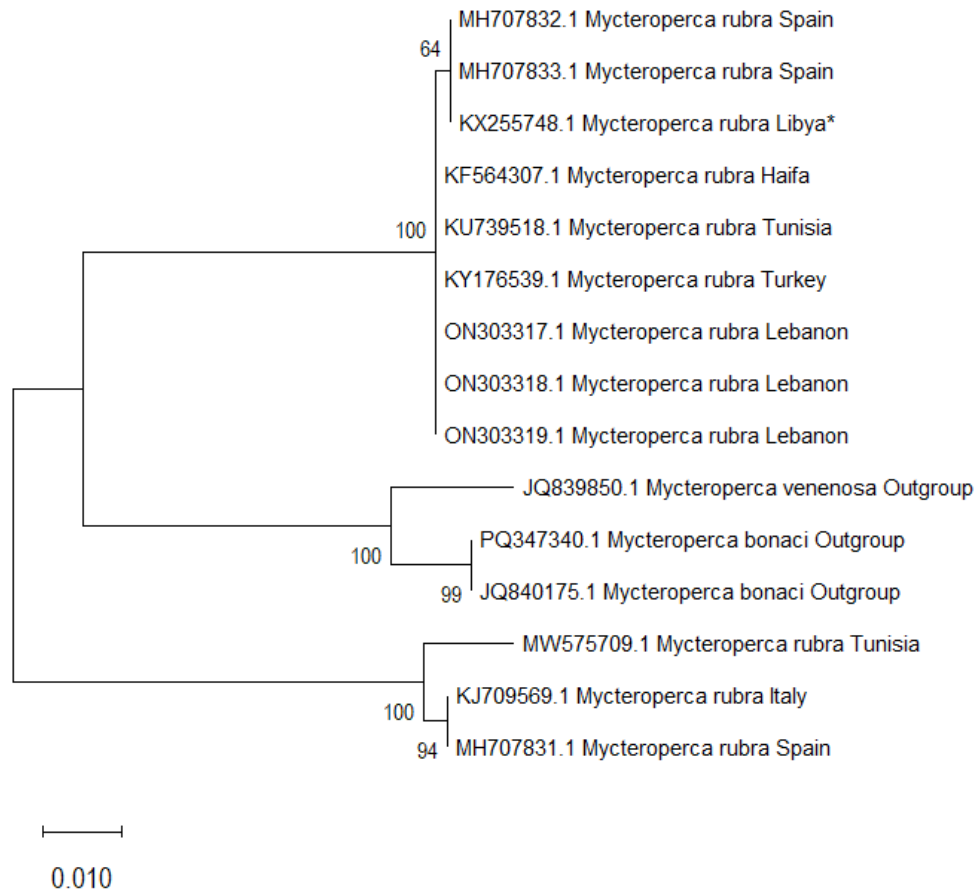 MH707832.1 Mycteroperca rubra Spain
64
MH707833.1 Mycteroperca rubra Spain
KX255748.1 Mycteroperca rubra Libya*
KF564307.1 Mycteroperca rubra Haifa
100
KU739518.1 Mycteroperca rubra Tunisia
KY176539.1 Mycteroperca rubra Turkey
ON303317.1 Mycteroperca rubra Lebanon
ON303318.1 Mycteroperca rubra Lebanon
ON303319.1 Mycteroperca rubra Lebanon
JQ839850.1 Mycteroperca venenosa Outgroup
PQ347340.1 Mycteroperca bonaci Outgroup
100
99
JQ840175.1 Mycteroperca bonaci Outgroup
MW575709.1 Mycteroperca rubra Tunisia
KJ709569.1 Mycteroperca rubra Italy
100
94
MH707831.1 Mycteroperca rubra Spain
0.010